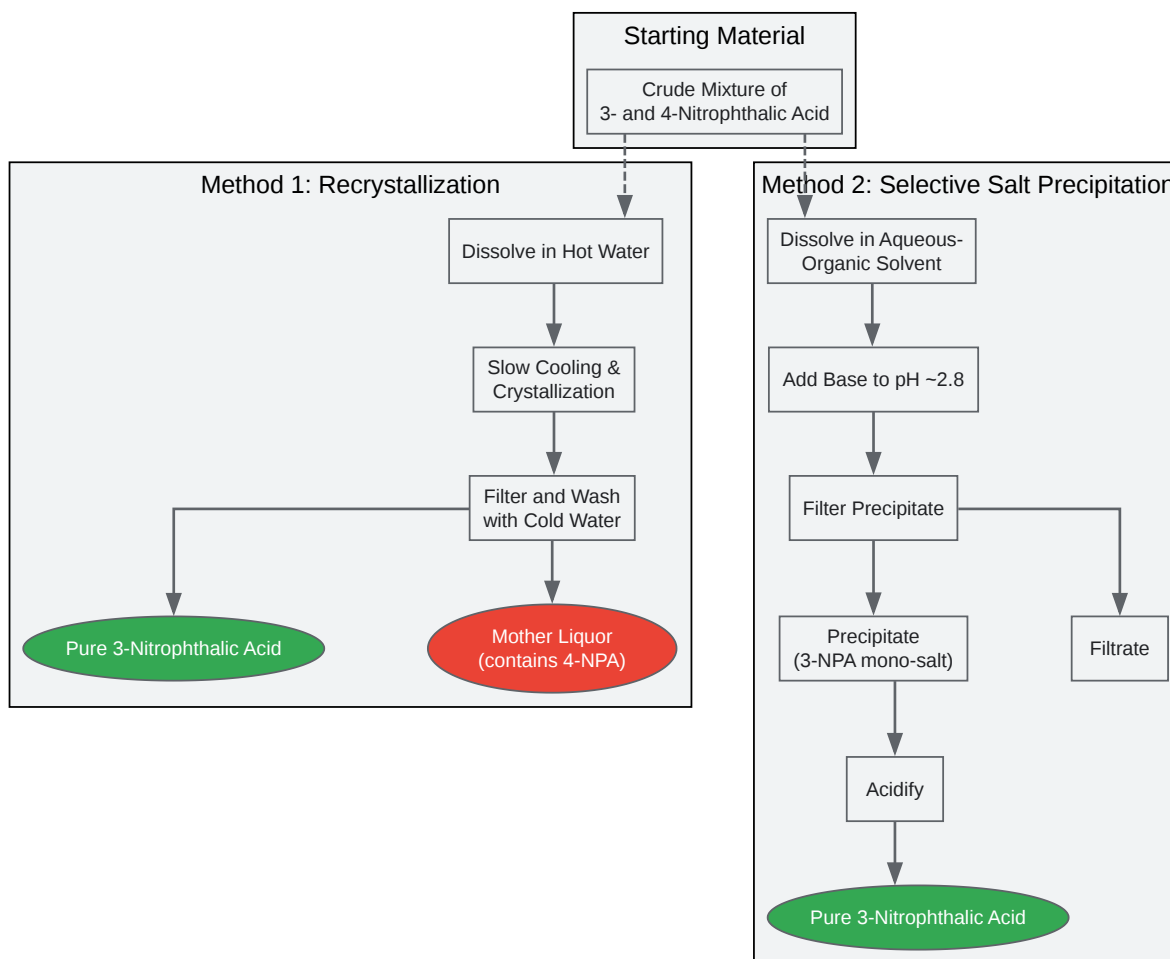 Starting Material
Crude Mixture of
3- and 4-Nitrophthalic Acid
Method 1: Recrystallization
Dissolve in Hot Water
Slow Cooling &
Crystallization
Filter and Wash
with Cold Water
Pure 3-Nitrophthalic Acid
Mother Liquor
(contains 4-NPA)
Method 2: Selective Salt Precipitation
Dissolve in Aqueous-
Organic Solvent
Add Base to pH ~2.8
Filter Precipitate
Precipitate
(3-NPA mono-salt)
Filtrate
Acidify
Pure 3-Nitrophthalic Acid